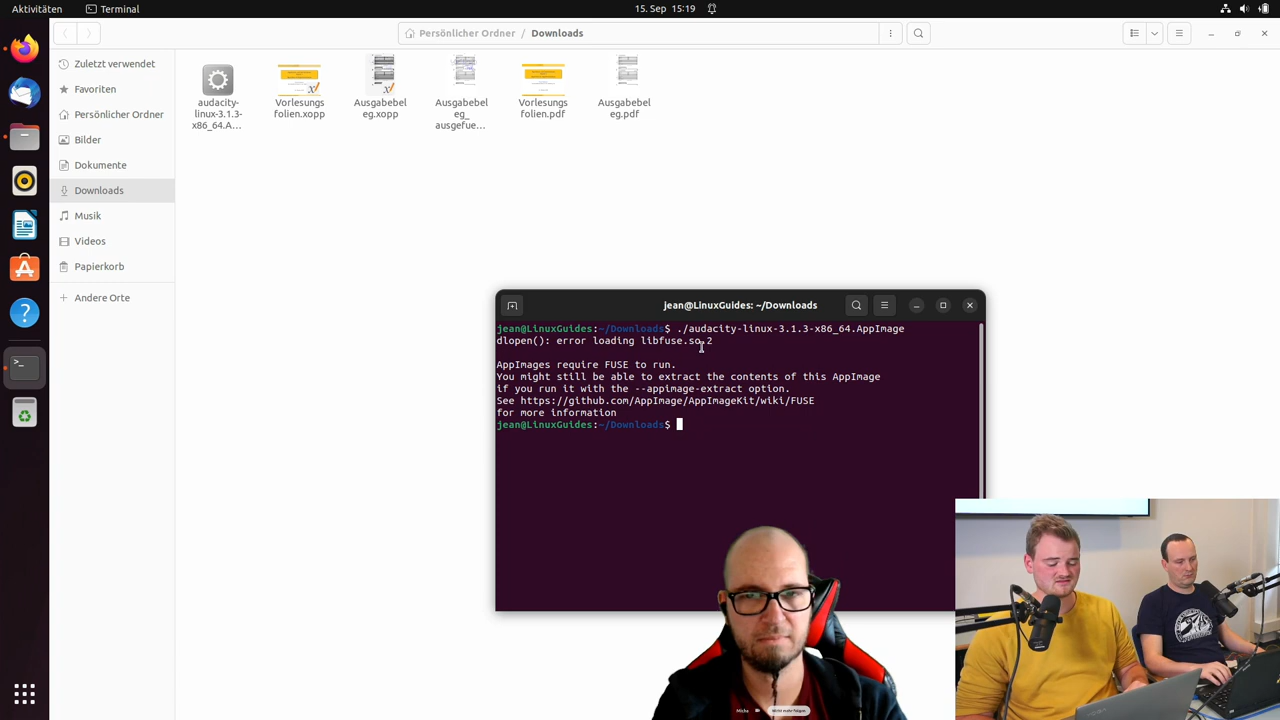 Aktivitäten
Terminal
15. Sep 15:19
Persönlicher Ordner / Downloads
Zuletzt verwendet
Favoriten
Persönlicher Ordner
Bilder
Dokumente
Downloads
Musik
Videos
Papierkorb
Andere Orte
audacity-
linux-3.1.3-
x86_64.A...
Vorlesungs
folien.xopp
Ausgabebel
eg.xopp
Ausgabebel
eg_
ausgefue...
Vorlesungs
folien.pdf
Ausgabebel
eg.pdf
jean@LinuxGuides: ~/Downloads
jean@LinuxGuides:~/Downloads$ ./audacity-linux-3.1.3-x86_64.AppImage
dlopen(): error loading libfuse.so.2
AppImages require FUSE to run.
You might still be able to extract the contents of this AppImage
if you run it with the --appimage-extract option.
See https://github.com/AppImage/AppImageKit/wiki/FUSE
for more information
jean@LinuxGuides:~/Downloads$
Micha
Nicht mehr folgen